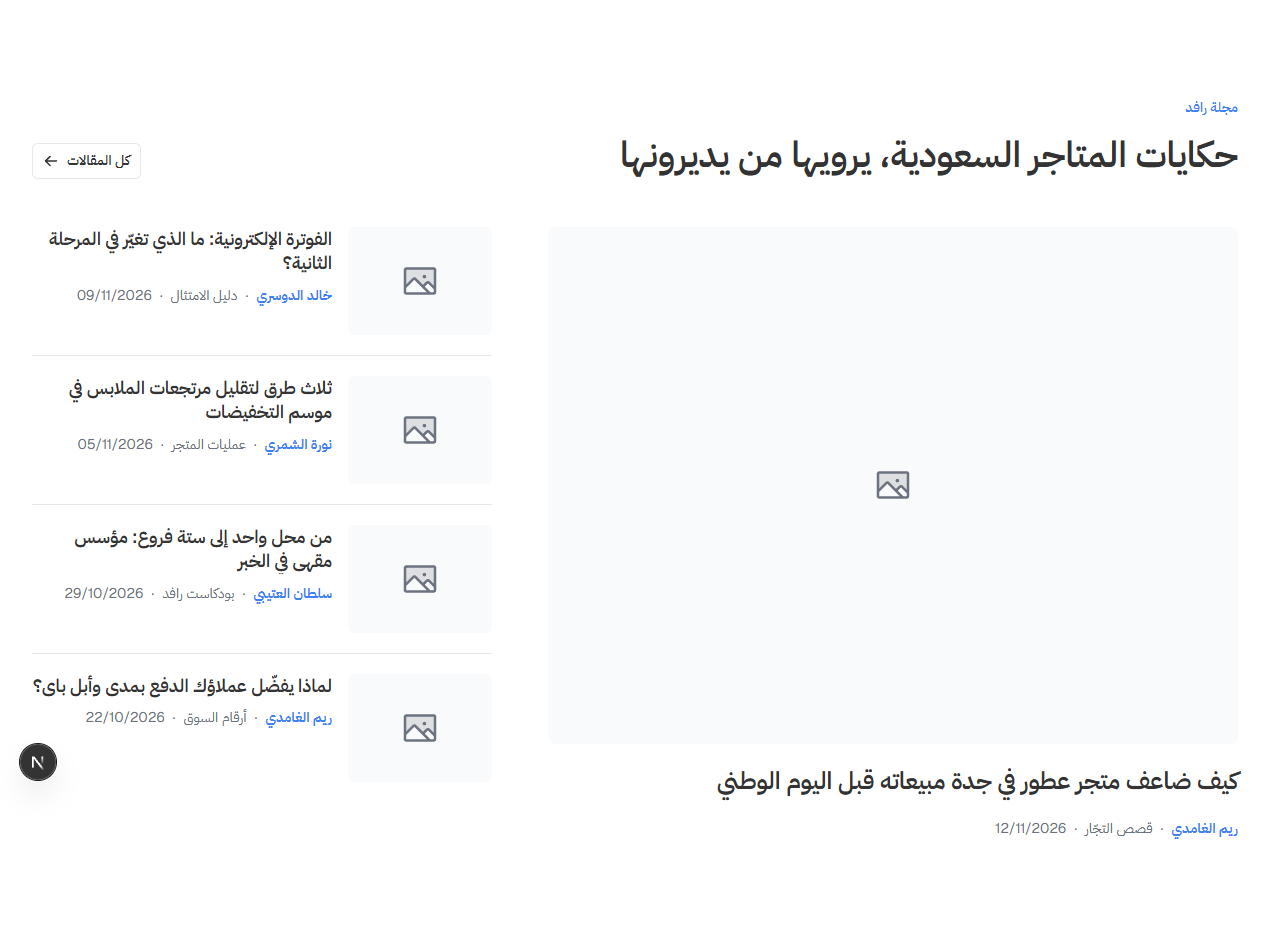 مجلة رافد
حكايات المتاجر السعودية، يرويها من يديرونها
كل المقالات
كيف ضاعف متجر عطور في جدة مبيعاته قبل اليوم الوطني
ريم الغامدي · قصص التجّار · 12/11/2026
الفوترة الإلكترونية: ما الذي تغيّر في المرحلة
الثانية؟
خالد الدوسري · دليل الامتثال · 09/11/2026
ثلاث طرق لتقليل مرتجعات الملابس في
موسم التخفيضات
نورة الشمري · عمليات المتجر · 05/11/2026
من محل واحد إلى ستة فروع: مؤسس
مقهى في الخبر
سلطان العتيبي · بودكاست رافد · 29/10/2026
لماذا يفضّل عملاؤك الدفع بمدى وأبل باى؟
ريم الغامدي · أرقام السوق · 22/10/2026
N